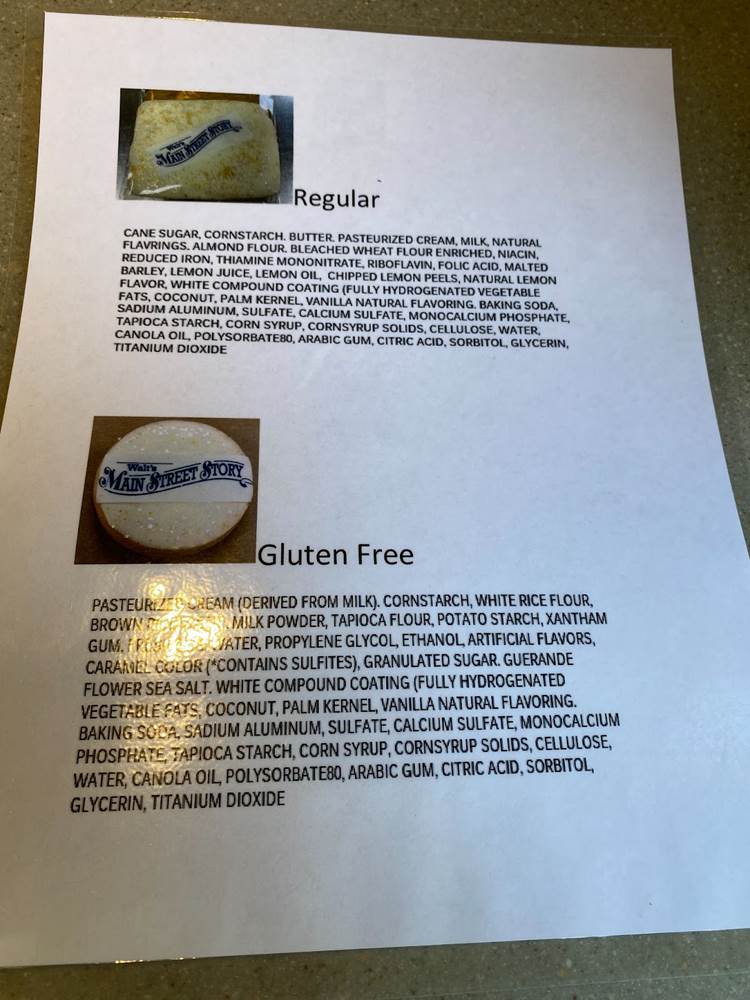 Walt's
MAIN STREET STORY
Regular
CANE SUGAR, CORNSTARCH. BUTTER. PASTEURIZED CREAM, MILK, NATURAL
FLAVRINGS. ALMOND FLOUR. BLEACHED WHEAT FLOUR ENRICHED, NIACIN,
REDUCED IRON, THIAMINE MONONITRATE, RIBOFLAVIN, FOLIC ACID, MALTED
BARLEY, LEMON JUICE, LEMON OIL, CHIPPED LEMON PEELS, NATURAL LEMON
FLAVOR, WHITE COMPOUND COATING (FULLY HYDROGENATED VEGETABLE
FATS, COCONUT, PALM KERNEL, VANILLA NATURAL FLAVORING. BAKING SODA,
SADIUM ALUMINUM, SULFATE, CALCIUM SULFATE, MONOCALCIUM PHOSPHATE,
TAPIOCA STARCH, CORN SYRUP, CORNSYRUP SOLIDS, CELLULOSE, WATER,
CANOLA OIL, POLYSORBATE80, ARABIC GUM, CITRIC ACID, SORBITOL, GLYCERIN,
TITANIUM DIOXIDE
Walt's
MAIN STREET STORY
Gluten Free
PASTEURIZED CREAM (DERIVED FROM MILK). CORNSTARCH, WHITE RICE FLOUR,
BROWN MILK POWDER, TAPIOCA FLOUR, POTATO STARCH, XANTHAM
GUM. WATER, PROPYLENE GLYCOL, ETHANOL, ARTIFICIAL FLAVORS,
CARAMEL COLOR (*CONTAINS SULFITES), GRANULATED SUGAR. GUERANDE
FLOWER SEA SALT. WHITE COMPOUND COATING (FULLY HYDROGENATED
VEGETABLE FATS, COCONUT, PALM KERNEL, VANILLA NATURAL FLAVORING.
BAKING SODA, SADIUM ALUMINUM, SULFATE, CALCIUM SULFATE, MONOCALCIUM
PHOSPHATE, TAPIOCA STARCH, CORN SYRUP, CORNSYRUP SOLIDS, CELLULOSE,
WATER, CANOLA OIL, POLYSORBATE80, ARABIC GUM, CITRIC ACID, SORBITOL,
GLYCERIN, TITANIUM DIOXIDE